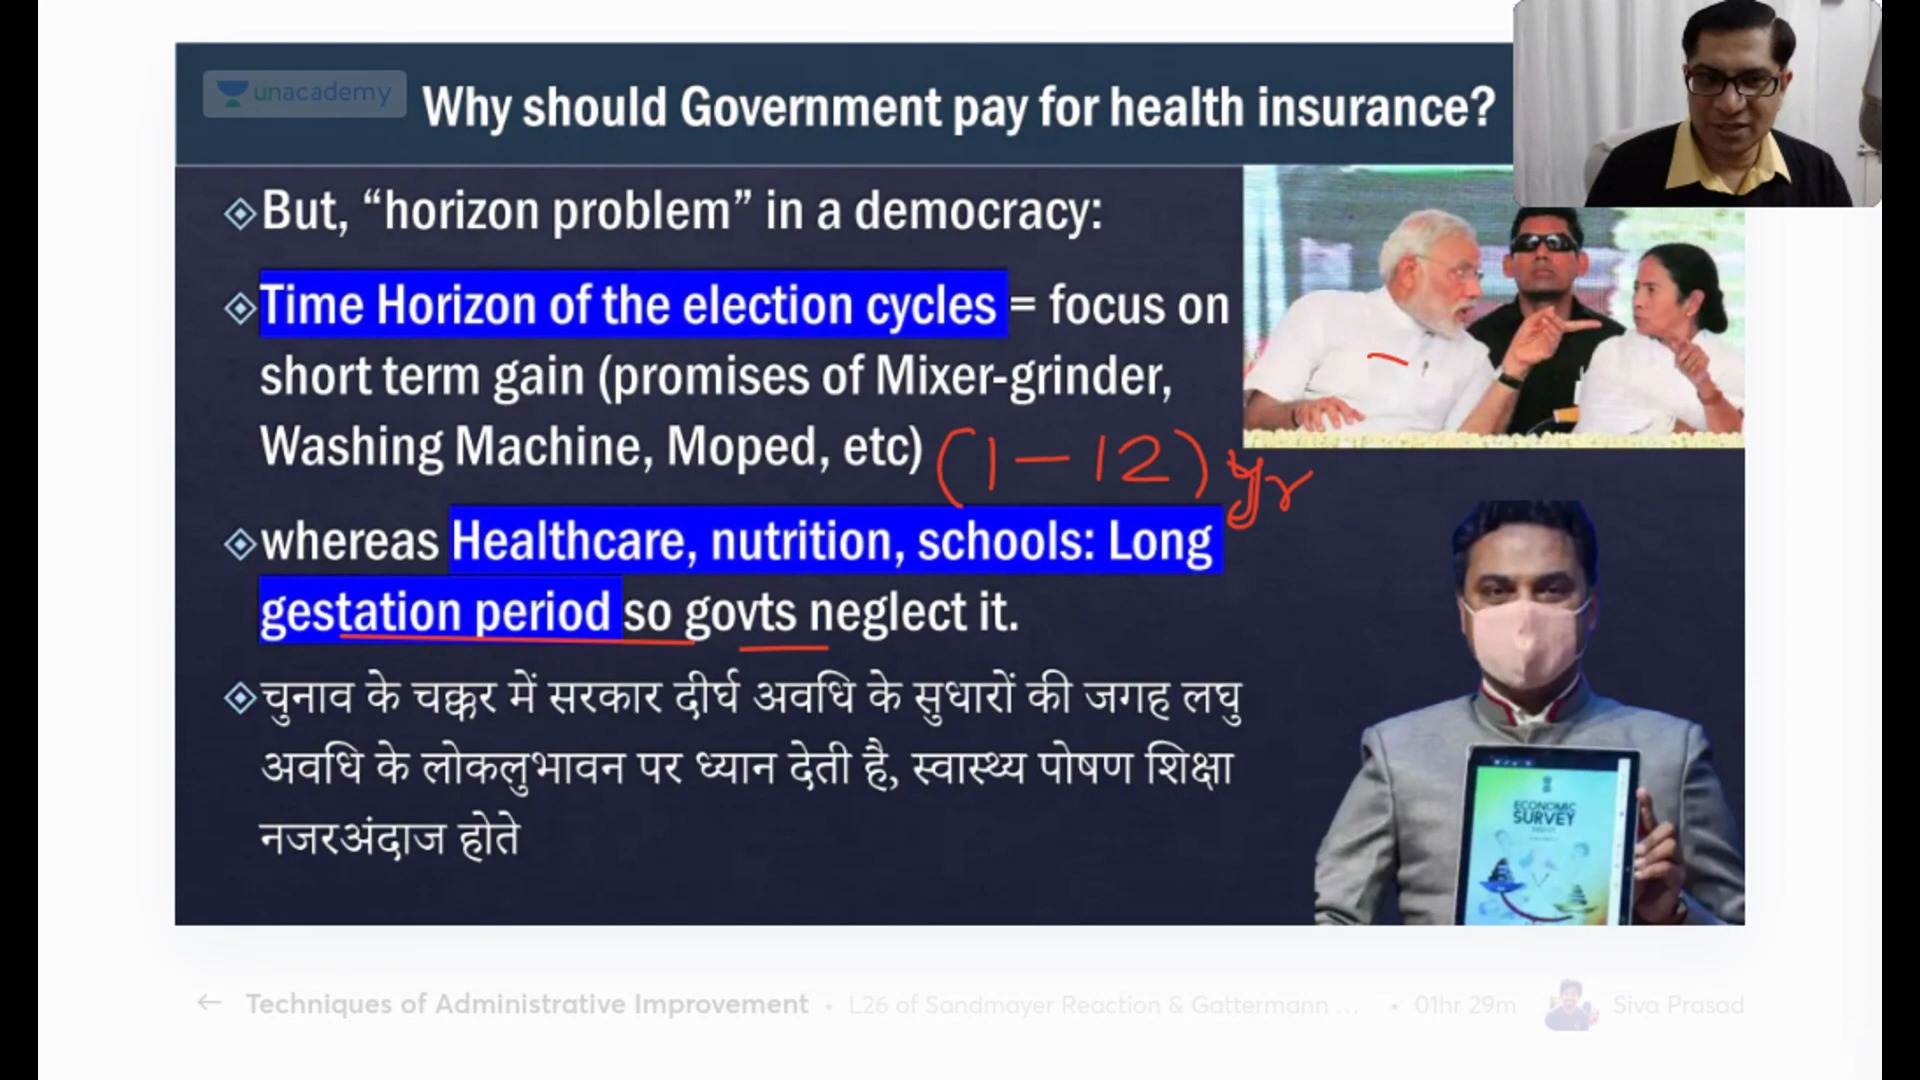 unacademy
Why should Government pay for health insurance?
But, “horizon problem” in a democracy:
Time Horizon of the election cycles = focus on
short term gain (promises of Mixer-grinder,
Washing Machine, Moped, etc)
(1-12) yr
whereas Healthcare, nutrition, schools: Long
gestation period so govts neglect it.
चुनाव के चक्कर में सरकार दीर्घ अवधि के सुधारों की जगह लघु
अवधि के लोकलुभावन पर ध्यान देती है, स्वास्थ्य पोषण शिक्षा
नजरअंदाज होते
ECONOMIC
SURVEY
Techniques of Administrative Improvement • L26 of Sandmayer Reaction & Gattermann ... • 01hr 29m Siva Prasad